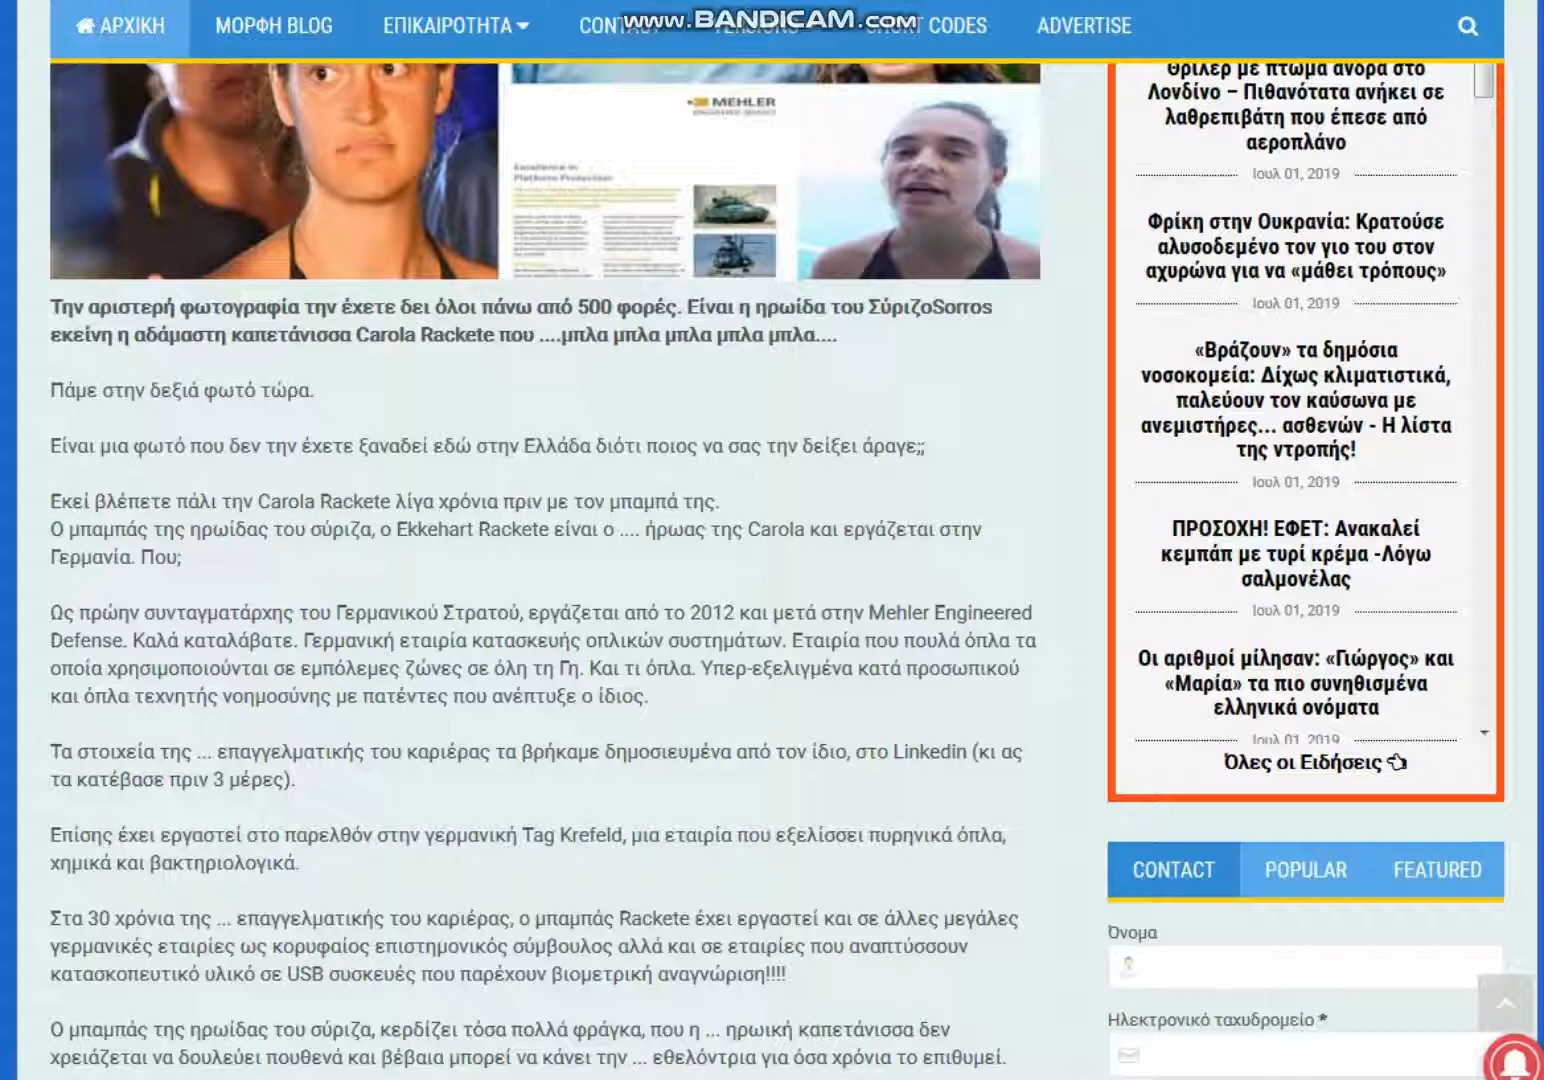 ΑΡΧΙΚΗ
ΜΟΡΦΗ BLOG
ΕΠΙΚΑΙΡΟΤΗΤΑ
www.BANDICAM.com
CODES
ADVERTISE
MEHLER
Excellence in
Platform Protection
Την αριστερή φωτογραφία την έχετε δει όλοι πάνω από 500 φορές. Είναι η ηρωίδα του ΣύριζοSorros
εκείνη η αδάμαστη καπετάνισσα Carola Rackete που ....μπλα μπλα μπλα μπλα μπλα....
Πάμε στην δεξιά φωτό τώρα.
Είναι μια φωτό που δεν την έχετε ξαναδεί εδώ στην Ελλάδα διότι ποιος να σας την δείξει άραγε;;
Εκεί βλέπετε πάλι την Carola Rackete λίγα χρόνια πριν με τον μπαμπά της.
Ο μπαμπάς της ηρωίδας του σύριζα, ο Ekkehart Rackete είναι ο .... ήρωας της Carola και εργάζεται στην
Γερμανία. Που;
Ως πρώην συνταγματάρχης του Γερμανικού Στρατού, εργάζεται από το 2012 και μετά στην Mehler Engineered
Defense. Καλά καταλάβατε. Γερμανική εταιρία κατασκευής οπλικών συστημάτων. Εταιρία που πουλά όπλα τα
οποία χρησιμοποιούνται σε εμπόλεμες ζώνες σε όλη τη Γη. Και τι όπλα. Υπερ-εξελιγμένα κατά προσωπικού
και όπλα τεχνητής νοημοσύνης με πατέντες που ανέπτυξε ο ίδιος.
Τα στοιχεία της ... επαγγελματικής του καριέρας τα βρήκαμε δημοσιευμένα από τον ίδιο, στο Linkedin (κι ας
τα κατέβασε πριν 3 μέρες).
Επίσης έχει εργαστεί στο παρελθόν στην γερμανική Tag Krefeld, μια εταιρία που εξελίσσει πυρηνικά όπλα,
χημικά και βακτηριολογικά.
Στα 30 χρόνια της ... επαγγελματικής του καριέρας, ο μπαμπάς Rackete έχει εργαστεί και σε άλλες μεγάλες
γερμανικές εταιρίες ως κορυφαίος επιστημονικός σύμβουλος αλλά και σε εταιρίες που αναπτύσσουν
κατασκοπευτικό υλικό σε USB συσκευές που παρέχουν βιομετρική αναγνώριση!!!!
Ο μπαμπάς της ηρωίδας του σύριζα, κερδίζει τόσα πολλά φράγκα, που η ... ηρωική καπετάνισσα δεν
χρειάζεται να δουλεύει πουθενά και βέβαια μπορεί να κάνει την ... εθελόντρια για όσα χρόνια το επιθυμεί.
Θρίλερ με πτώμα άνδρα στο
Λονδίνο – Πιθανότατα ανήκει σε
λαθρεπιβάτη που έπεσε από
αεροπλάνο
Ιουλ 01, 2019
Φρίκη στην Ουκρανία: Κρατούσε
αλυσοδεμένο τον γιο του στον
αχυρώνα για να «μάθει τρόπους»
Ιουλ 01, 2019
«Βράζουν» τα δημόσια
νοσοκομεία: Δίχως κλιματιστικά,
παλεύουν τον καύσωνα με
ανεμιστήρες... ασθενών - Η λίστα
της ντροπής!
Ιουλ 01, 2019
ΠΡΟΣΟΧΗ! ΕΦΕΤ: Ανακαλεί
κεμπάπ με τυρί κρέμα -Λόγω
σαλμονέλας
Ιουλ 01, 2019
Οι αριθμοί μίλησαν: «Γιώργος» και
«Μαρία» τα πιο συνηθισμένα
ελληνικά ονόματα
Ιουλ 01, 2019
Όλες οι Ειδήσεις
CONTACT
POPULAR
FEATURED
Όνομα
Ηλεκτρονικό ταχυδρομείο *